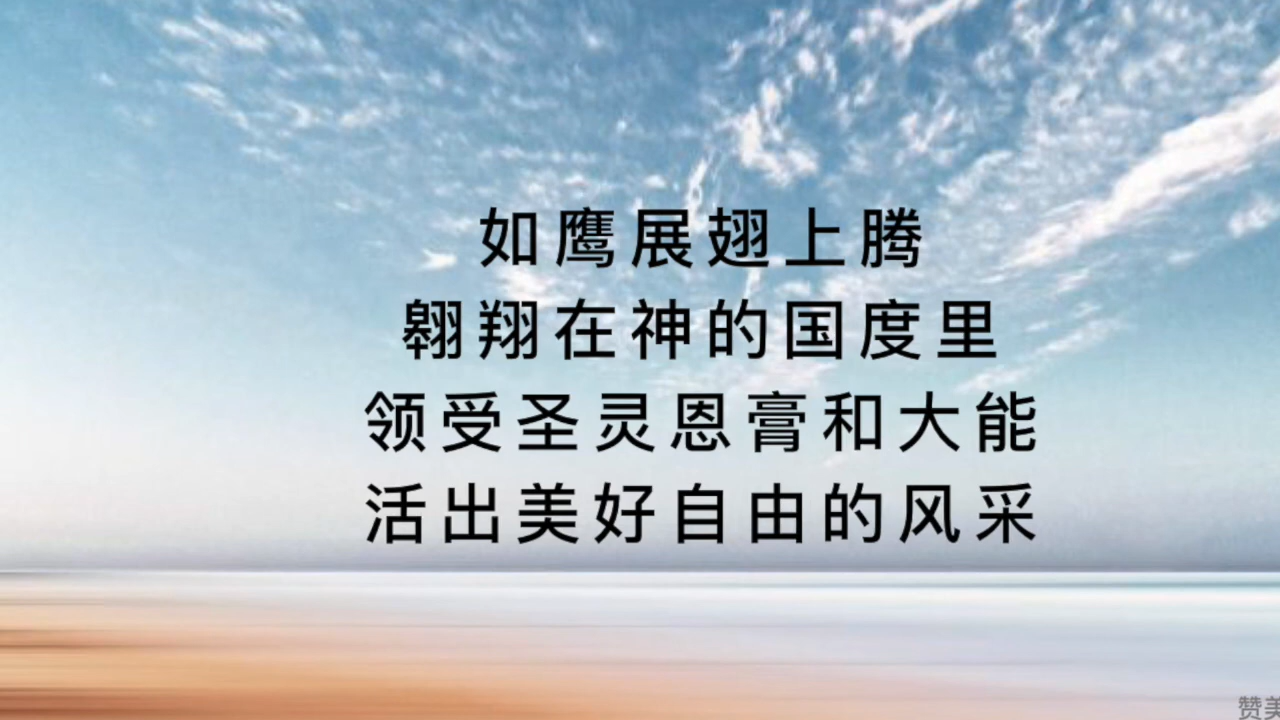 如鹰展翅上腾
翱翔在神的国度里
领受圣灵恩膏和大能
活出美好自由的风采
赞美